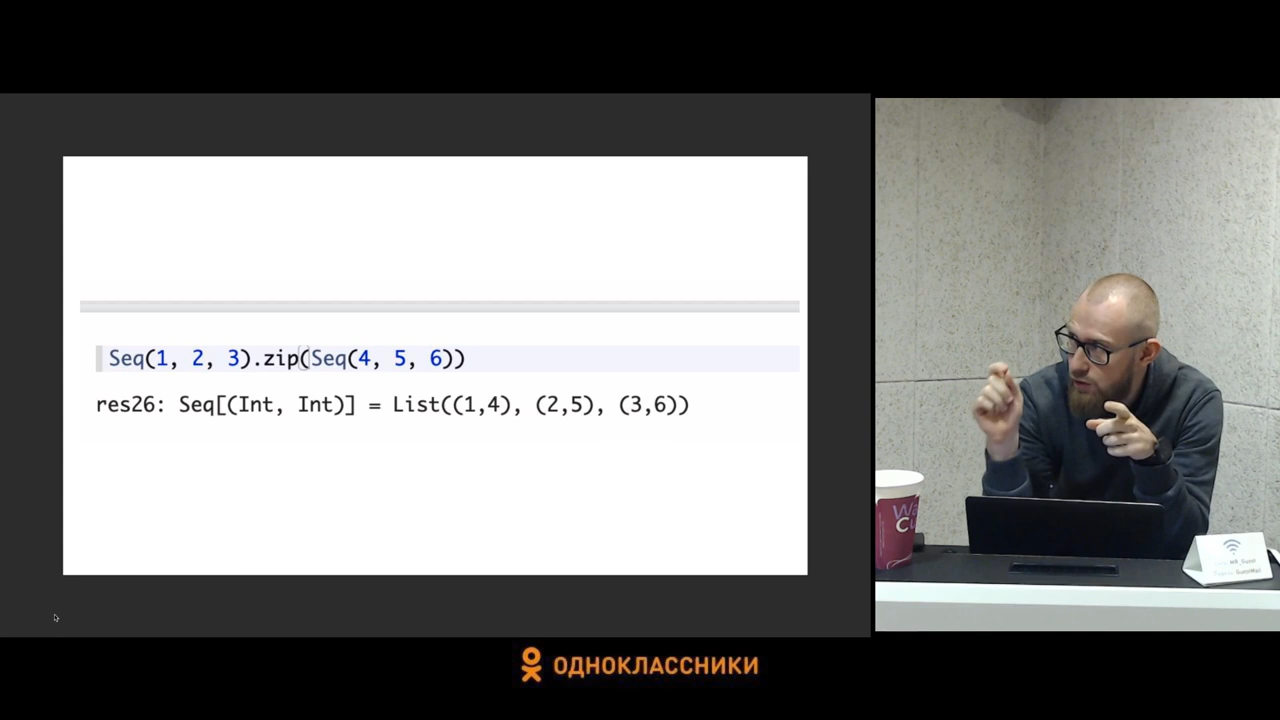 Seq(1, 2, 3).zip(Seq(4, 5, 6))
res26: Seq[(Int, Int)] = List((1,4), (2,5), (3,6))
ОДНОКЛАССНИКИ